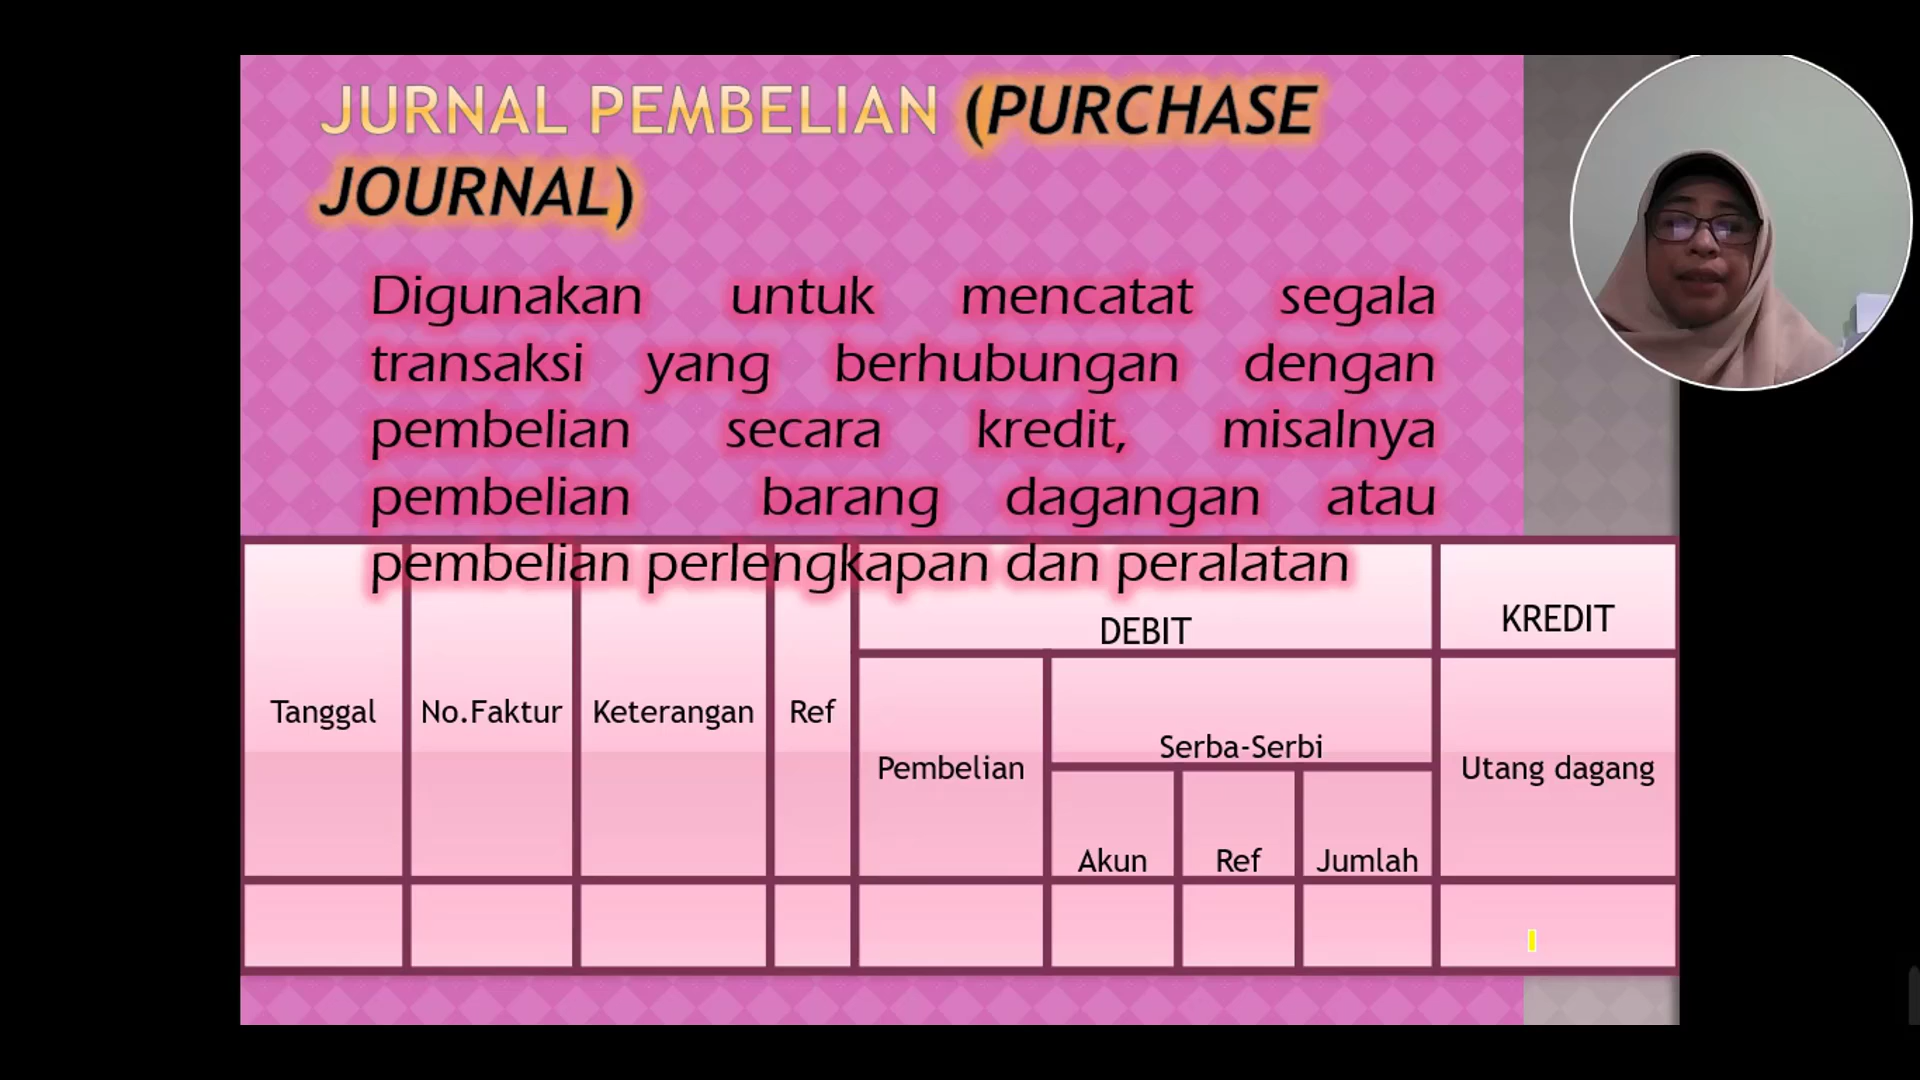 JURNAL PEMBELIAN (PURCHASE
JOURNAL)
Digunakan untuk mencatat segala
transaksi yang berhubungan dengan
pembelian secara kredit, misalnya
pembelian barang dagangan atau
pembelian perlengkapan dan peralatan
DEBIT
KREDIT
Tanggal
No.Faktur
Keterangan
Ref
Pembelian
Serba-Serbi
Utang dagang
Akun
Ref
Jumlah